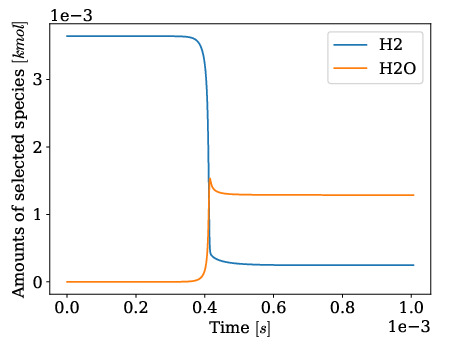 1e−3
Amounts of selected species [kmol]
3
2
1
0
H2
H2O
0.0 0.2 0.4 0.6 0.8 1.0
Time [s]
1e−3